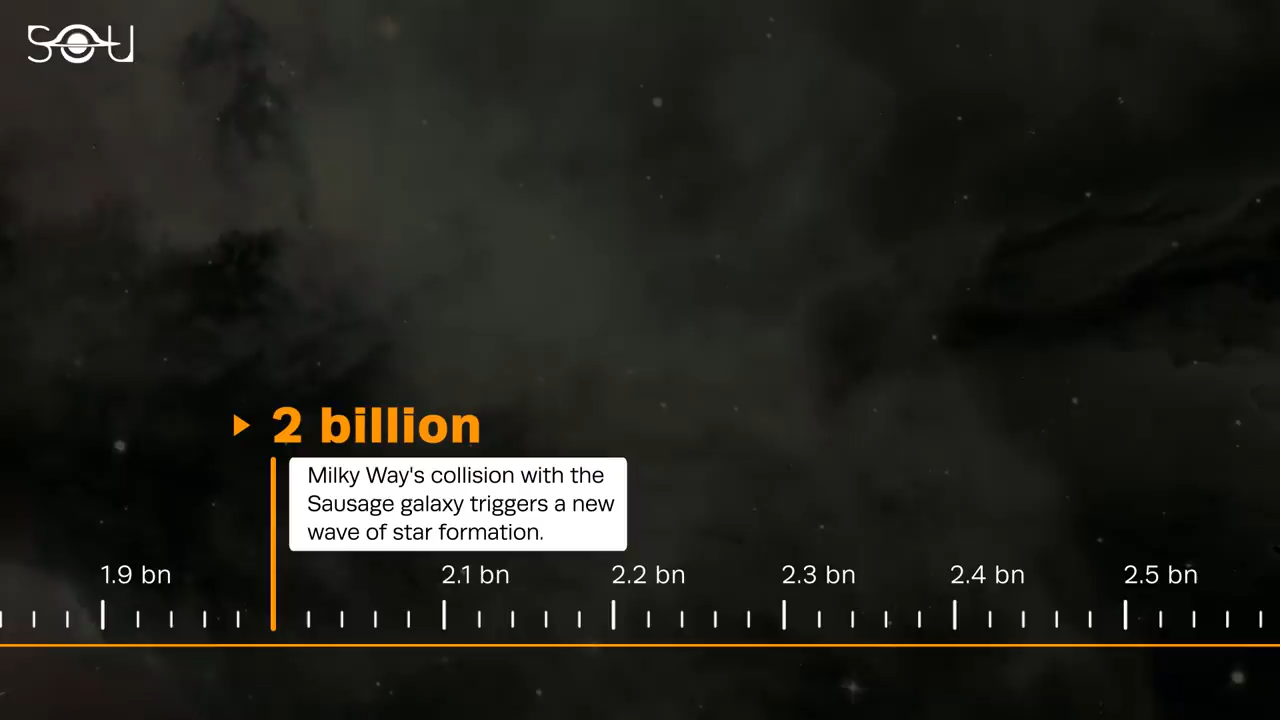 SOU
2 billion
Milky Way's collision with the
Sausage galaxy triggers a new
wave of star formation.
1.9 bn
2.1 bn
2.2 bn
2.3 bn
2.4 bn
2.5 bn